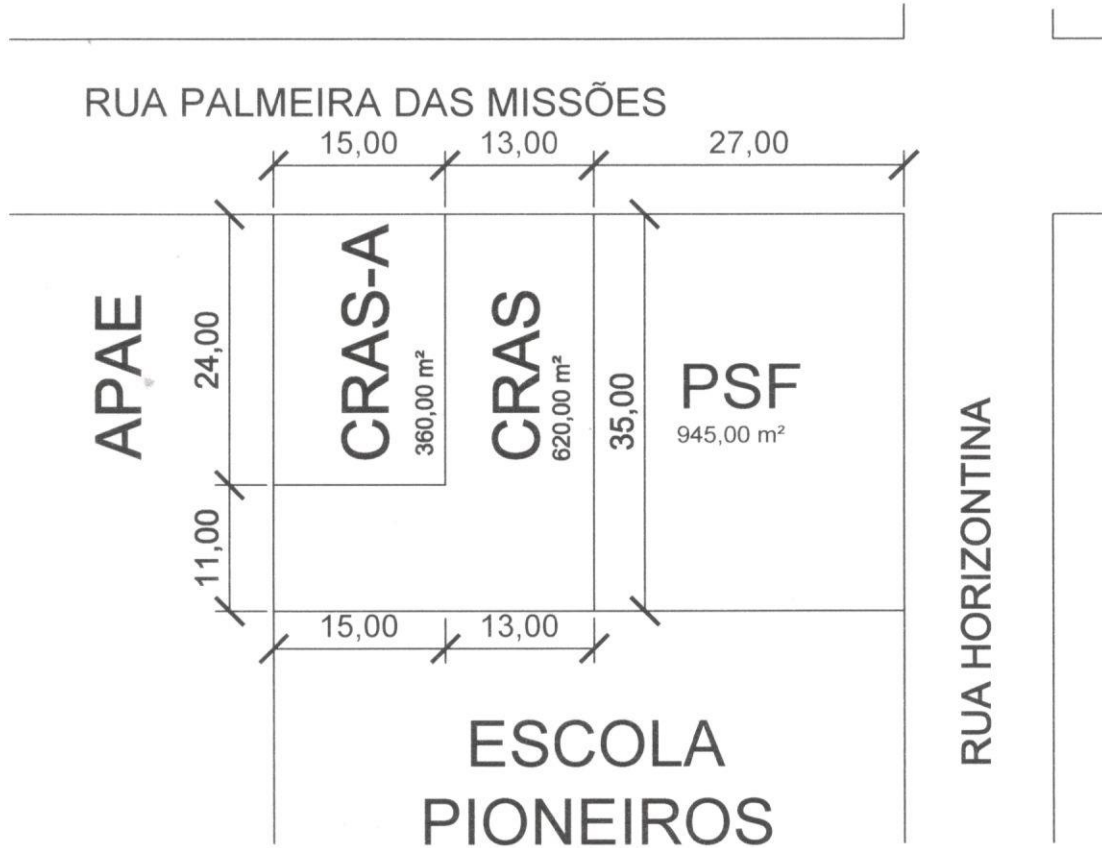 RUA PALMEIRA DAS MISSÕES
15,00 13,00 27,00
APAE
24,00
11,00
CRAS-A
360,00 m²
CRAS
620,00 m²
35,00
PSF
945,00 m²
RUA HORIZONTINA
15,00 13,00
ESCOLA
PIONEIROS